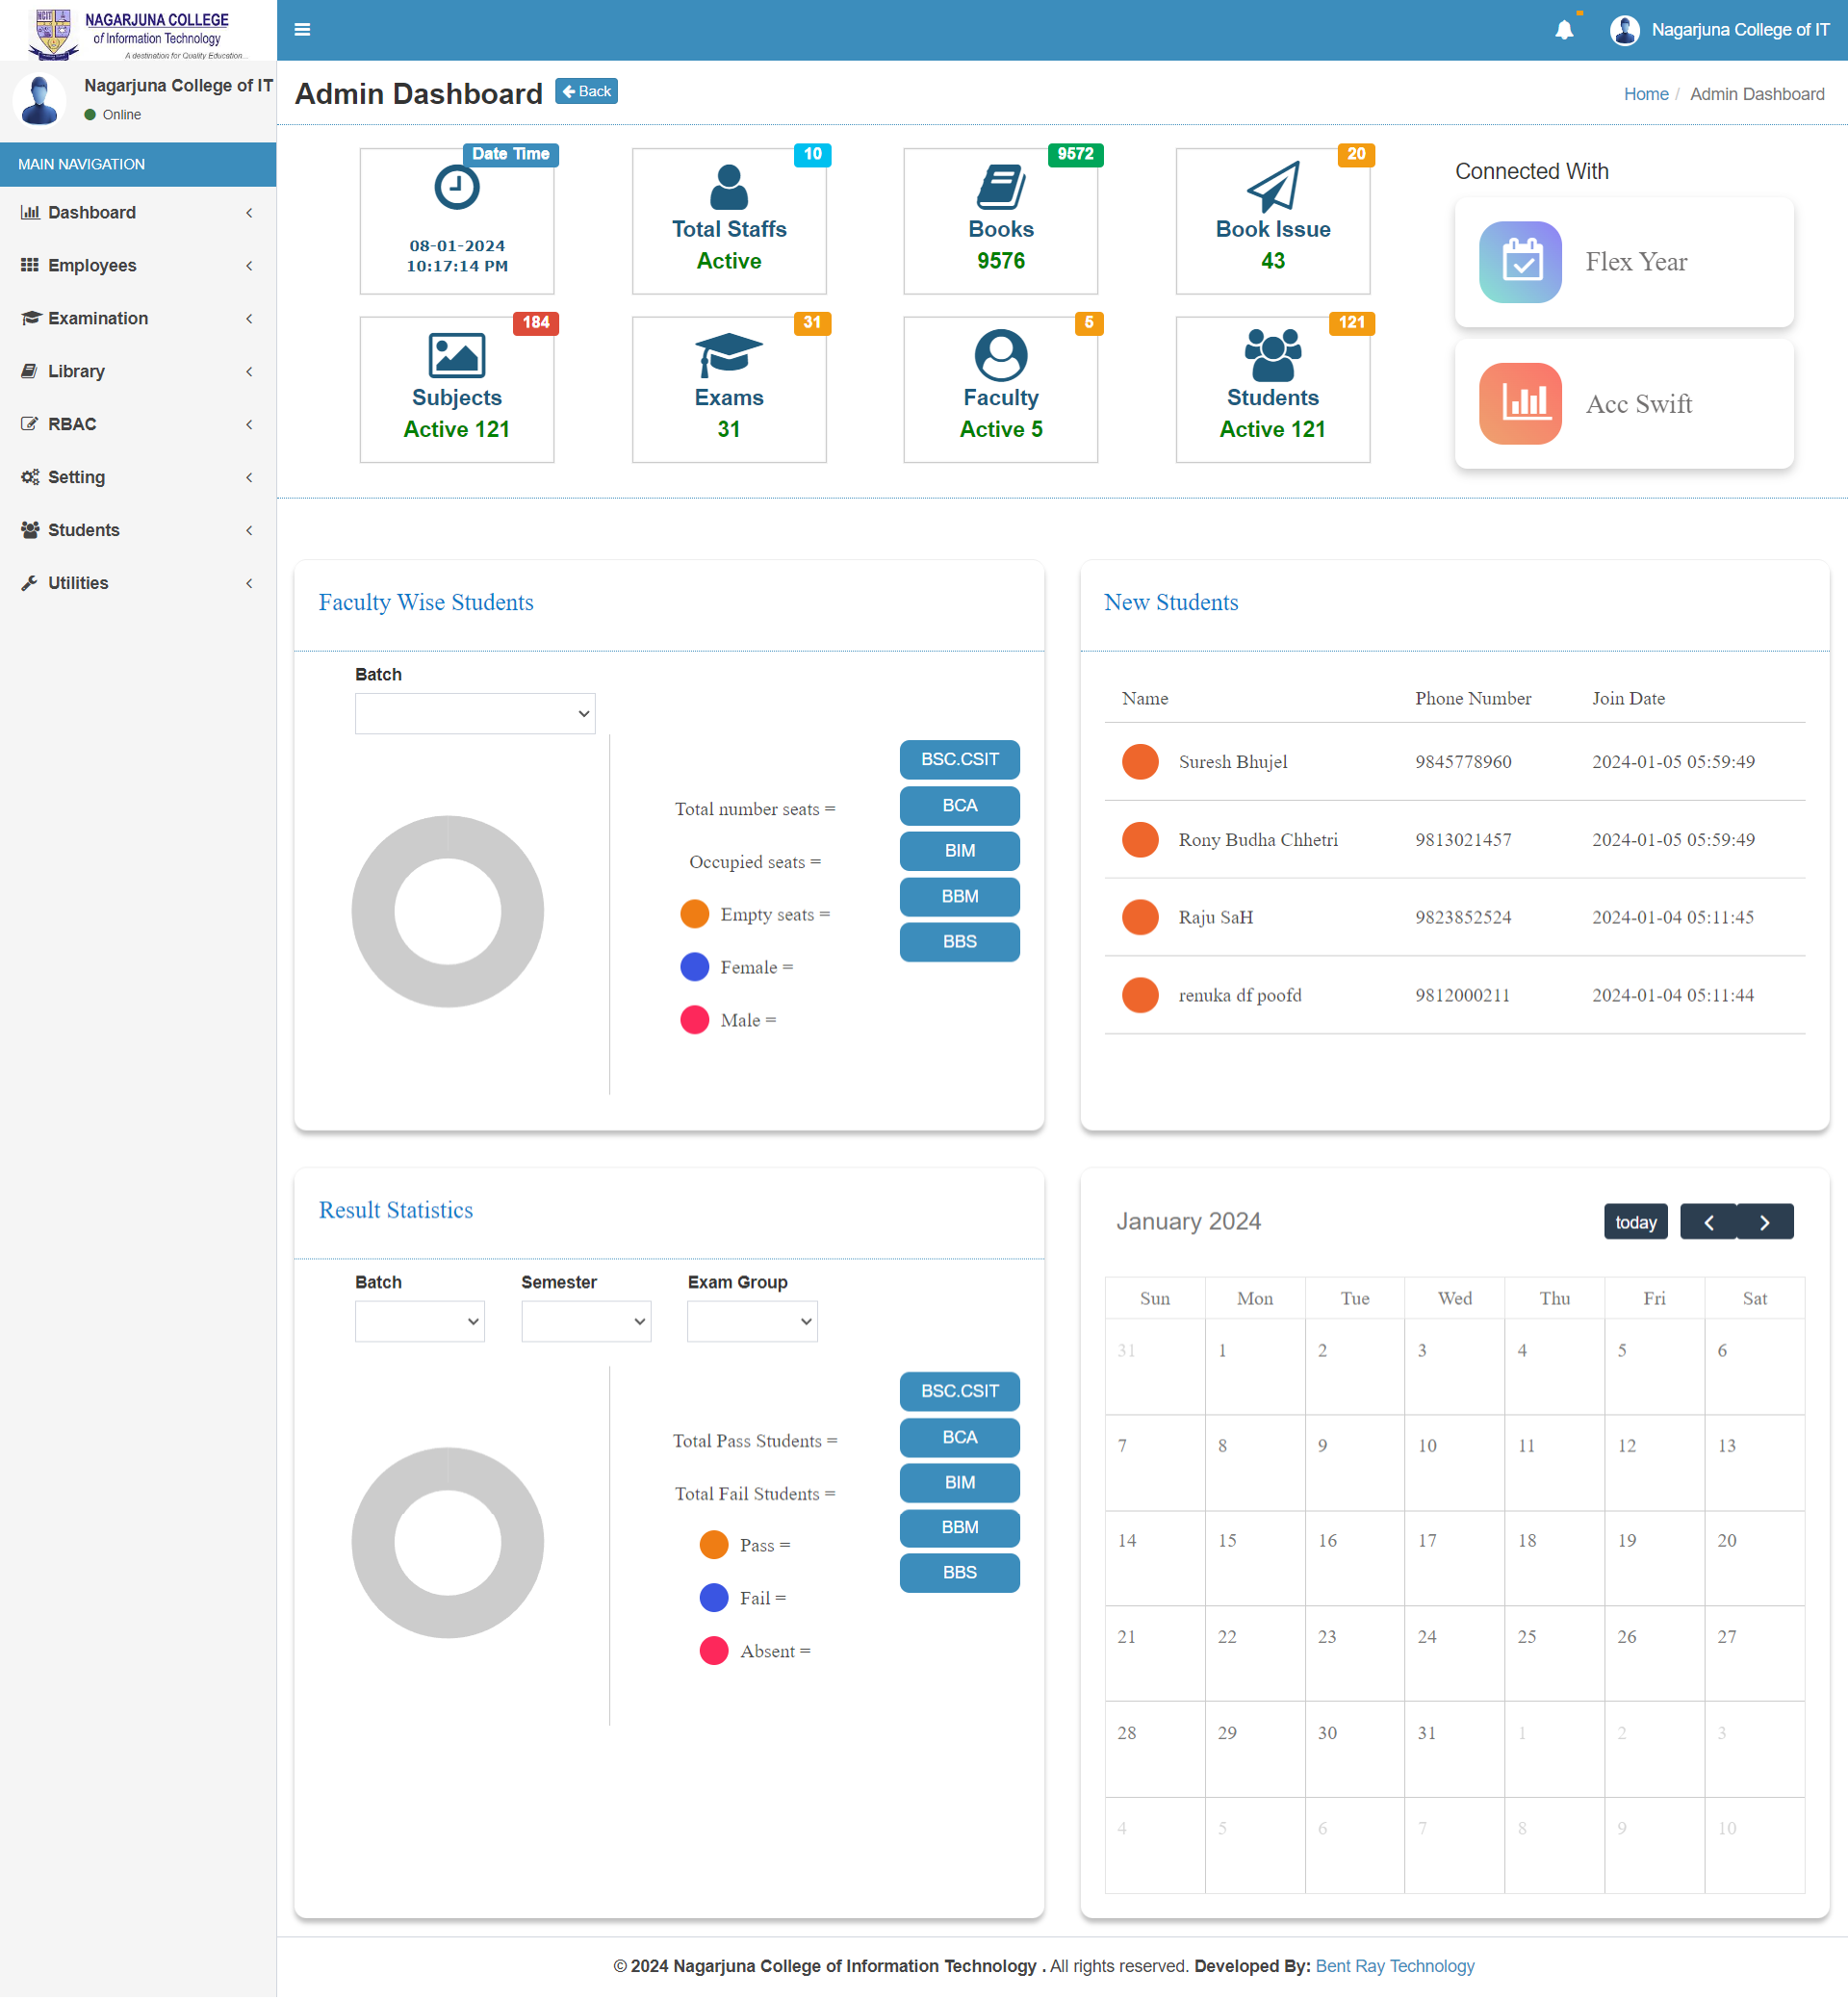 NCIT
NAGARJUNA COLLEGE
of Information Technology
A destination for Quality Education...
Nagarjuna College of IT
Nagarjuna College of IT
Online
MAIN NAVIGATION
Dashboard
Employees
Examination
Library
RBAC
Setting
Students
Utilities
Admin Dashboard
Back
Home / Admin Dashboard
Date Time
08-01-2024
10:17:14 PM
10
Total Staffs
Active
9572
Books
9576
20
Book Issue
43
184
Subjects
Active 121
31
Exams
31
5
Faculty
Active 5
121
Students
Active 121
Connected With
Flex Year
Acc Swift
Faculty Wise Students
Batch
Total number seats =
Occupied seats =
Empty seats =
Female =
Male =
BSC.CSIT
BCA
BIM
BBM
BBS
New Students
Name Phone Number Join Date
Suresh Bhujel 9845778960 2024-01-05 05:59:49
Rony Budha Chhetri 9813021457 2024-01-05 05:59:49
Raju SaH 9823852524 2024-01-04 05:11:45
renuka df poofd 9812000211 2024-01-04 05:11:44
Result Statistics
Batch Semester Exam Group
Total Pass Students =
Total Fail Students =
Pass =
Fail =
Absent =
BSC.CSIT
BCA
BIM
BBM
BBS
January 2024
today
Sun Mon Tue Wed Thu Fri Sat
31 1 2 3 4 5 6
7 8 9 10 11 12 13
14 15 16 17 18 19 20
21 22 23 24 25 26 27
28 29 30 31 1 2 3
4 5 6 7 8 9 10
© 2024 Nagarjuna College of Information Technology . All rights reserved. Developed By: Bent Ray Technology